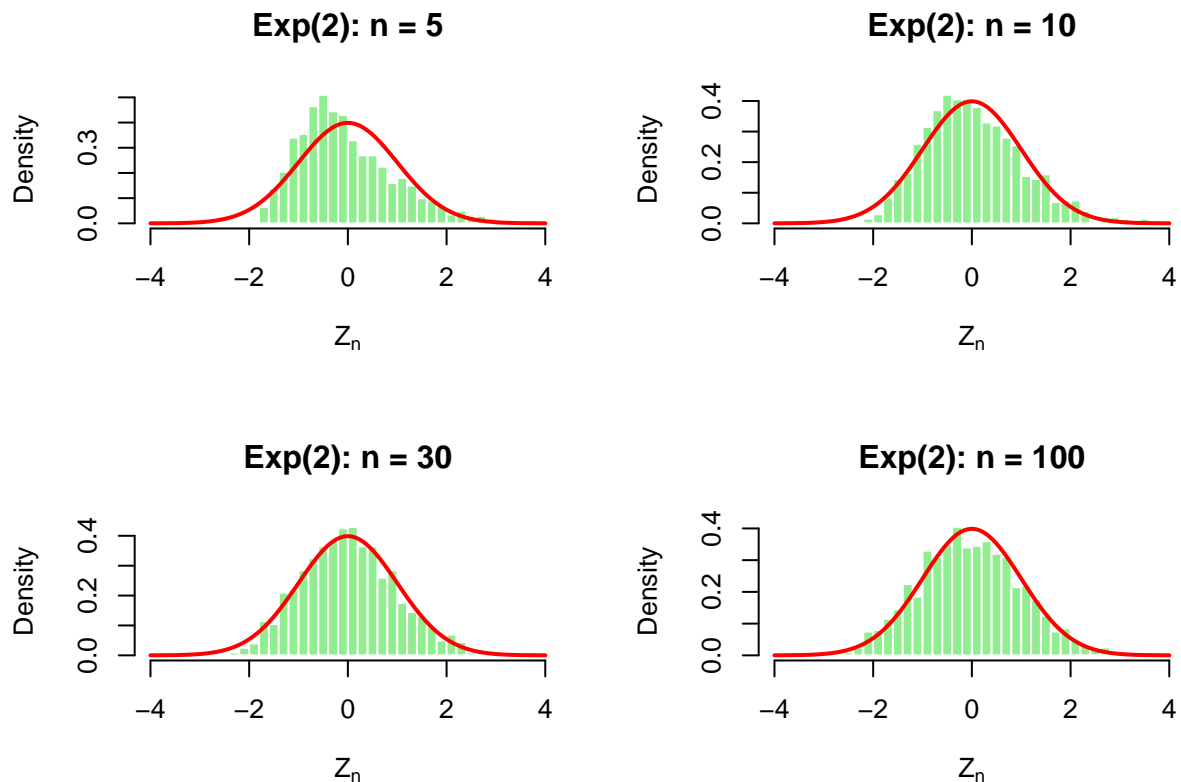 Exp(2): n = 5
Density
0.0 0.3
−4 −2 0 2 4
Zn
Exp(2): n = 10
Density
0.0 0.2 0.4
−4 −2 0 2 4
Zn
Exp(2): n = 30
Density
0.0 0.2 0.4
−4 −2 0 2 4
Zn
Exp(2): n = 100
Density
0.0 0.2 0.4
−4 −2 0 2 4
Zn